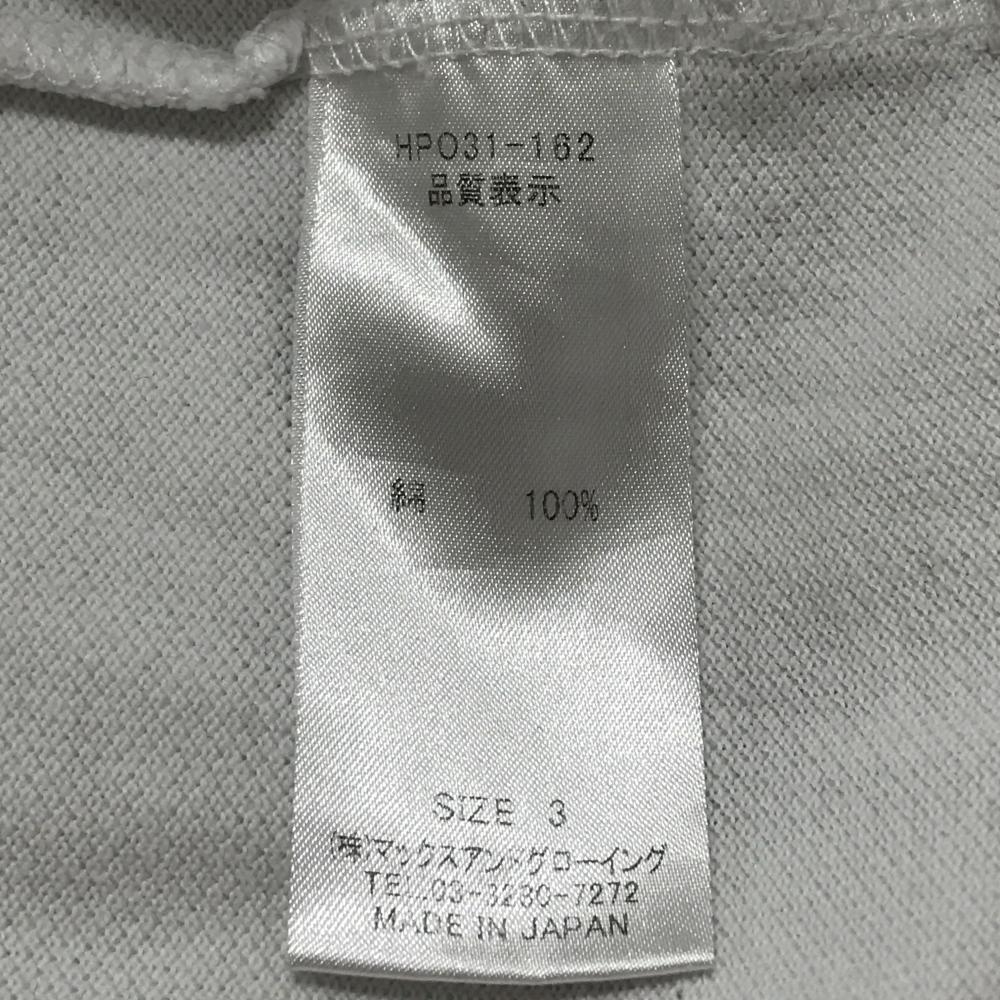 HP031-162
品質表示
綿 100%
SIZE 3
(株)マックスアンドグローイング
TEL.03-3230-7272
MADE IN JAPAN